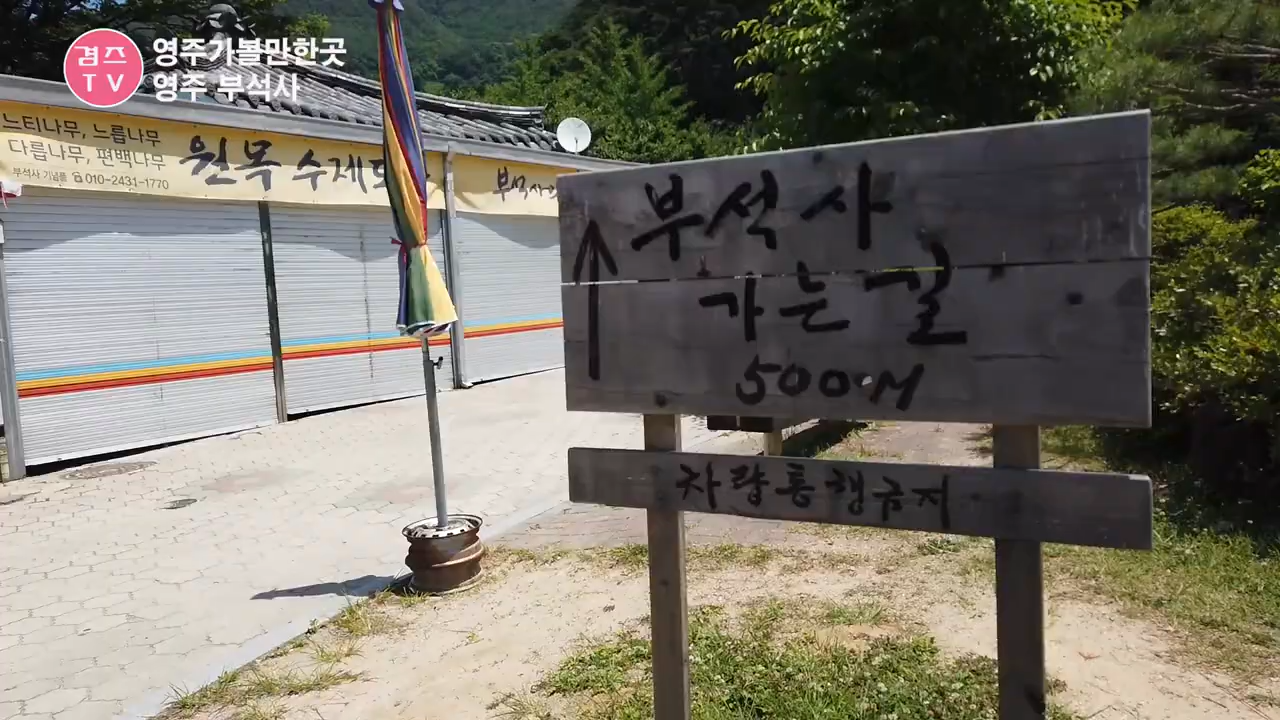 겸즈
TV
영주가볼만한곳
영주 부석사
느티나무, 느릅나무
다릅나무, 편백나무
부석사 기념품 ☎010-2431-1770
원목 수제도
부석사
부석사
가는 길
500M
차량통행금지